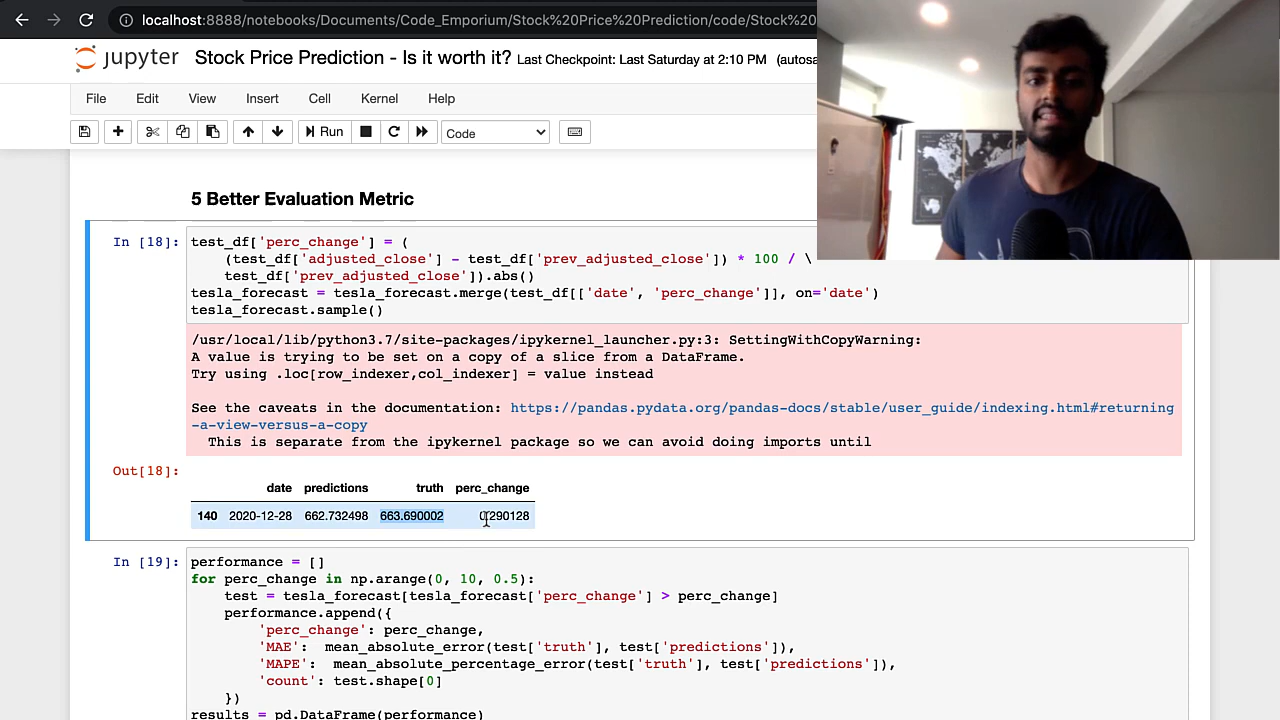 localhost:8888/notebooks/Documents/Code_Emporium/Stock%20Price%20Prediction/code/Stock%20
jupyter Stock Price Prediction - Is it worth it? Last Checkpoint: Last Saturday at 2:10 PM (autosa
File Edit View Insert Cell Kernel Help
Run Code
5 Better Evaluation Metric
In [18]: test_df['perc_change'] = (
(test_df['adjusted_close'] - test_df['prev_adjusted_close']) * 100 / \
test_df['prev_adjusted_close']).abs()
tesla_forecast = tesla_forecast.merge(test_df[['date', 'perc_change']], on='date')
tesla_forecast.sample()
/usr/local/lib/python3.7/site-packages/ipykernel_launcher.py:3: SettingWithCopyWarning:
A value is trying to be set on a copy of a slice from a DataFrame.
Try using .loc[row_indexer,col_indexer] = value instead
See the caveats in the documentation: https://pandas.pydata.org/pandas-docs/stable/user_guide/indexing.html#returning
-a-view-versus-a-copy
This is separate from the ipykernel package so we can avoid doing imports until
Out[18]:
date predictions truth perc_change
140 2020-12-28 662.732498 663.690002 0.290128
In [19]: performance = []
for perc_change in np.arange(0, 10, 0.5):
test = tesla_forecast[tesla_forecast['perc_change'] > perc_change]
performance.append({
'perc_change': perc_change,
'MAE': mean_absolute_error(test['truth'], test['predictions']),
'MAPE': mean_absolute_percentage_error(test['truth'], test['predictions']),
'count': test.shape[0]
})
results = pd.DataFrame(performance)